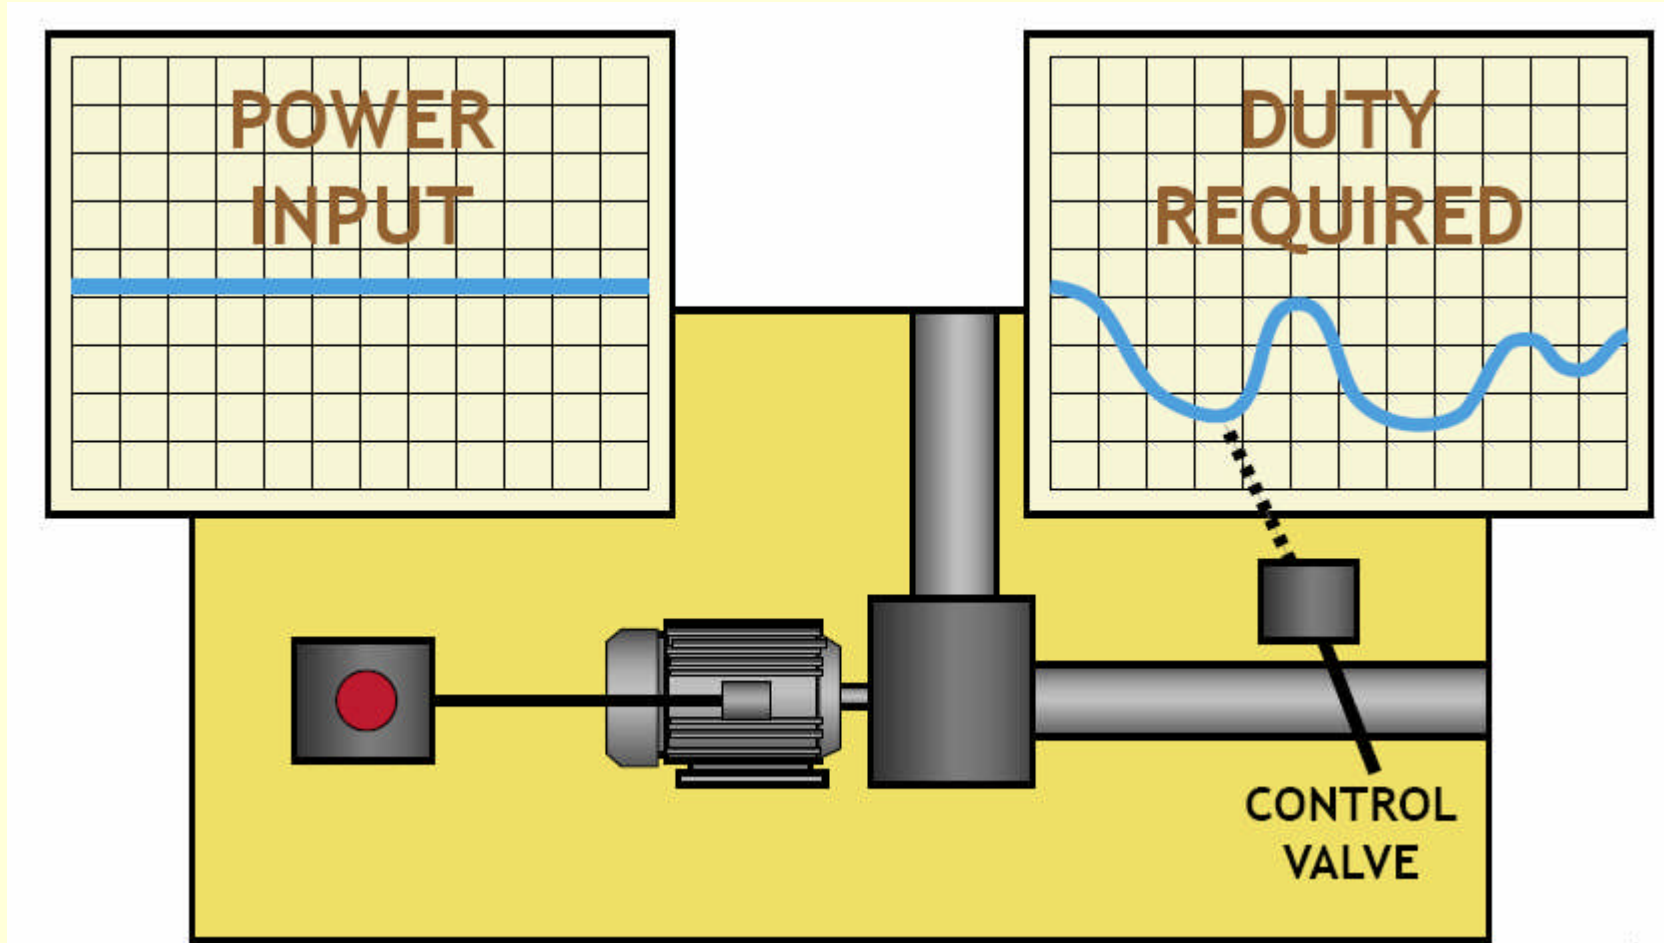 POWER
INPUT
DUTY
REQUIRED
CONTROL
VALVE